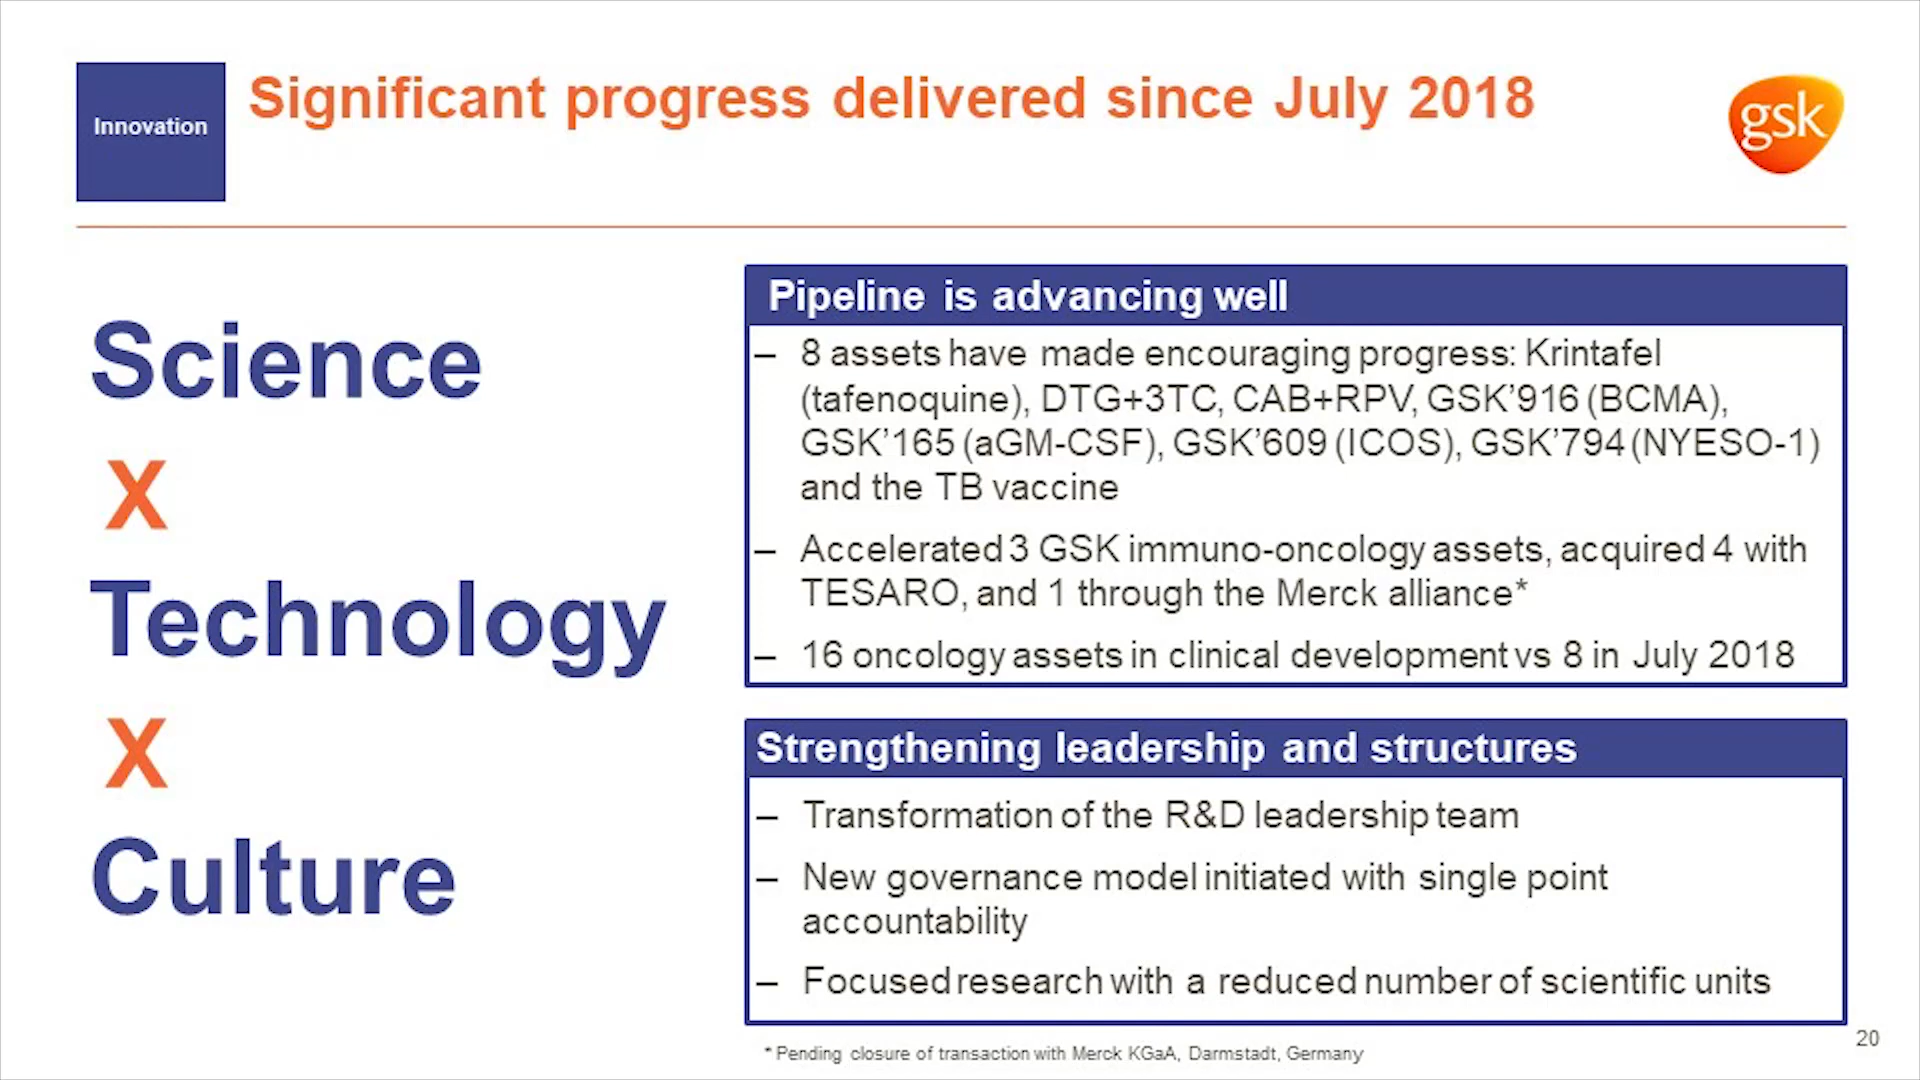 Innovation
Significant progress delivered since July 2018
gsk
Science
X
Technology
X
Culture
Pipeline is advancing well
– 8 assets have made encouraging progress: Krintafel
(tafenoquine), DTG+3TC, CAB+RPV, GSK’916 (BCMA),
GSK’165 (aGM-CSF), GSK’609 (ICOS), GSK’794 (NYESO-1)
and the TB vaccine
– Accelerated 3 GSK immuno-oncology assets, acquired 4 with
TESARO, and 1 through the Merck alliance*
– 16 oncology assets in clinical development vs 8 in July 2018
Strengthening leadership and structures
– Transformation of the R&D leadership team
– New governance model initiated with single point
accountability
– Focused research with a reduced number of scientific units
* Pending closure of transaction with Merck KGaA, Darmstadt, Germany
20